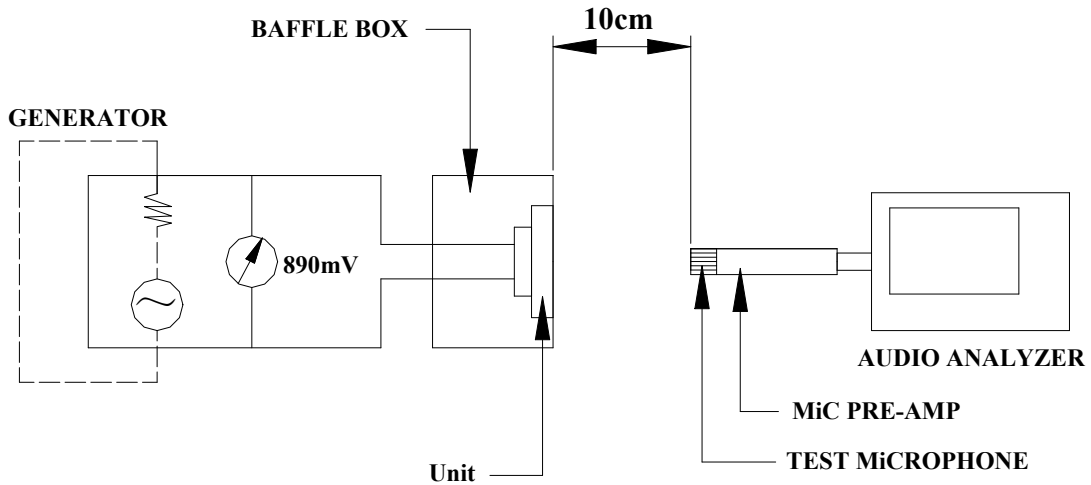 10cm
BAFFLE BOX
GENERATOR
890mV
AUDIO ANALYZER
MiC PRE-AMP
TEST MiCROPHONE
Unit